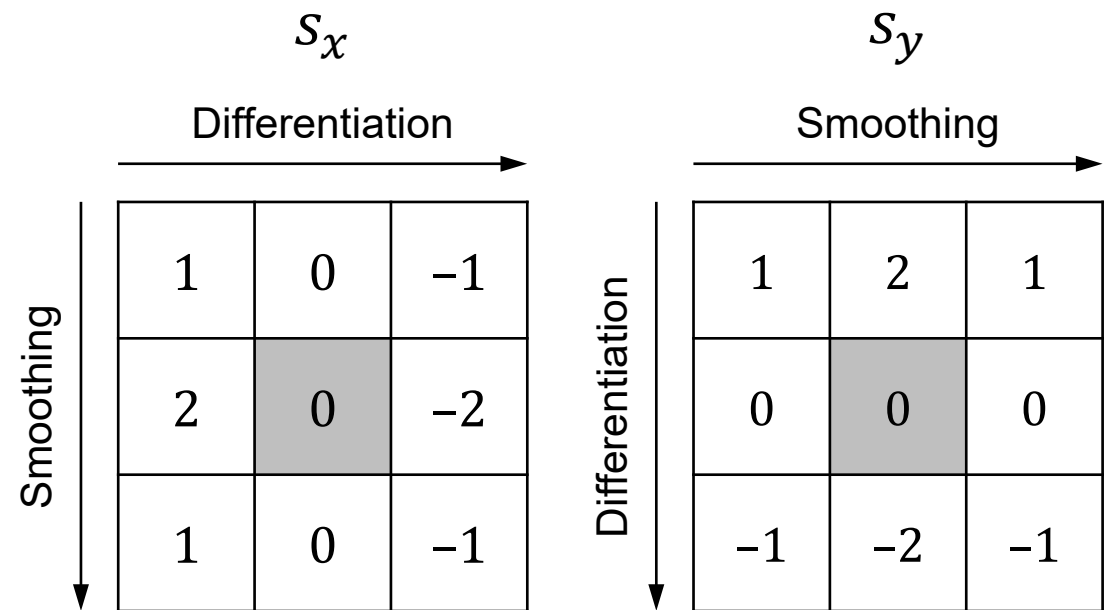 s_x s_y
Differentiation Smoothing
Smoothing
1 0 −1
2 0 −2
1 0 −1
Differentiation
1 2 1
0 0 0
−1 −2 −1